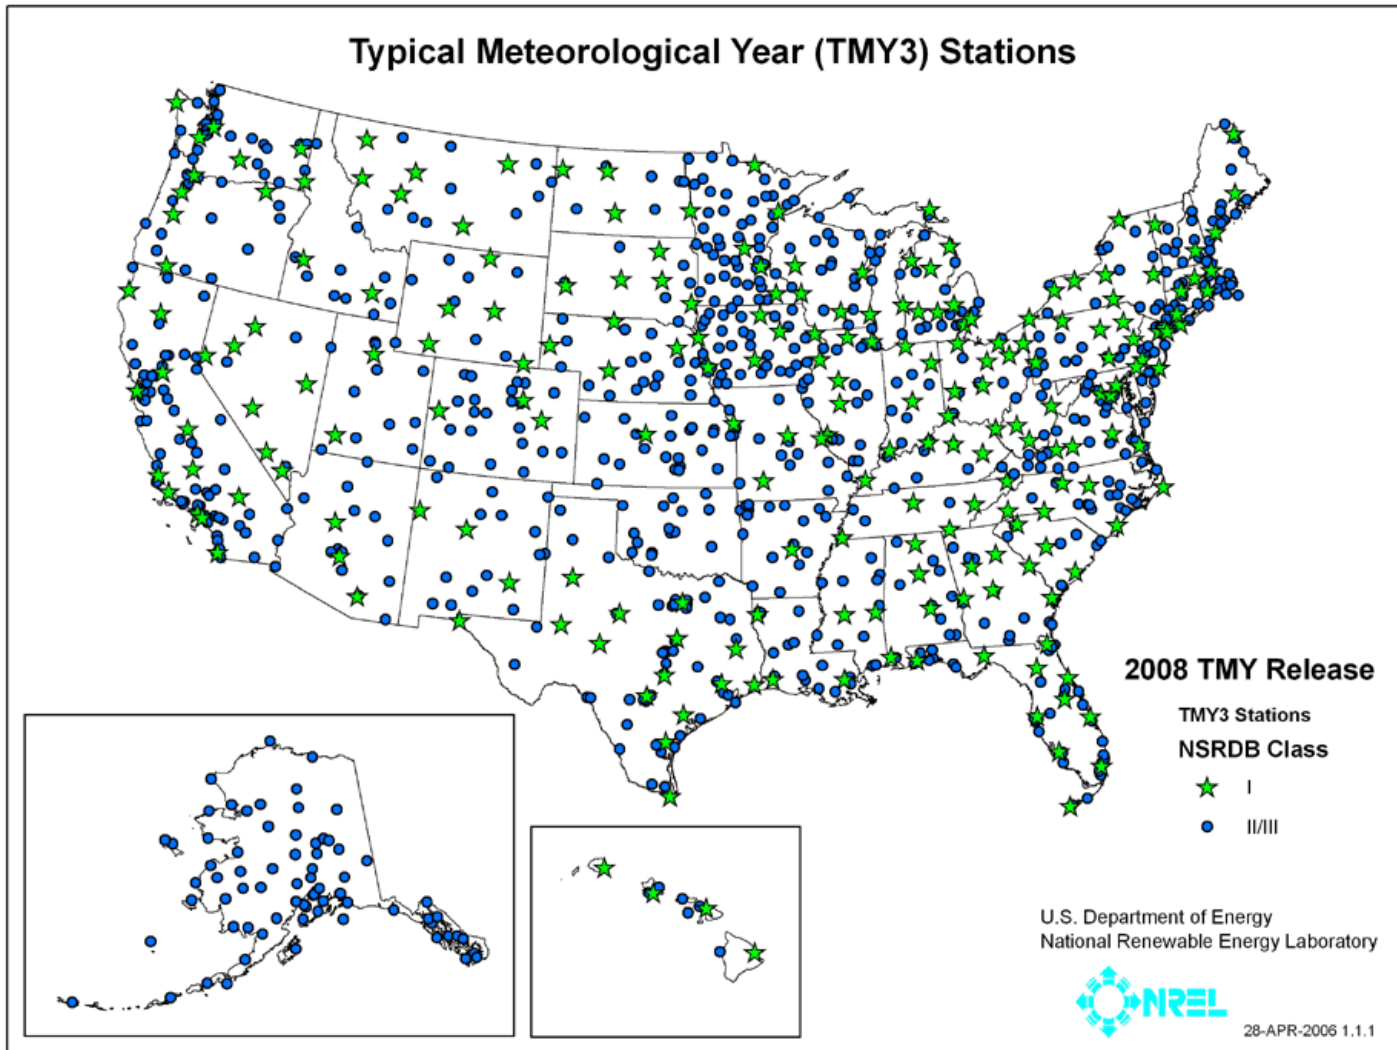 Typical Meteorological Year (TMY3) Stations
2008 TMY Release
TMY3 Stations
NSRDB Class
I
II/III
U.S. Department of Energy
National Renewable Energy Laboratory
NREL
28-APR-2006 1.1.1